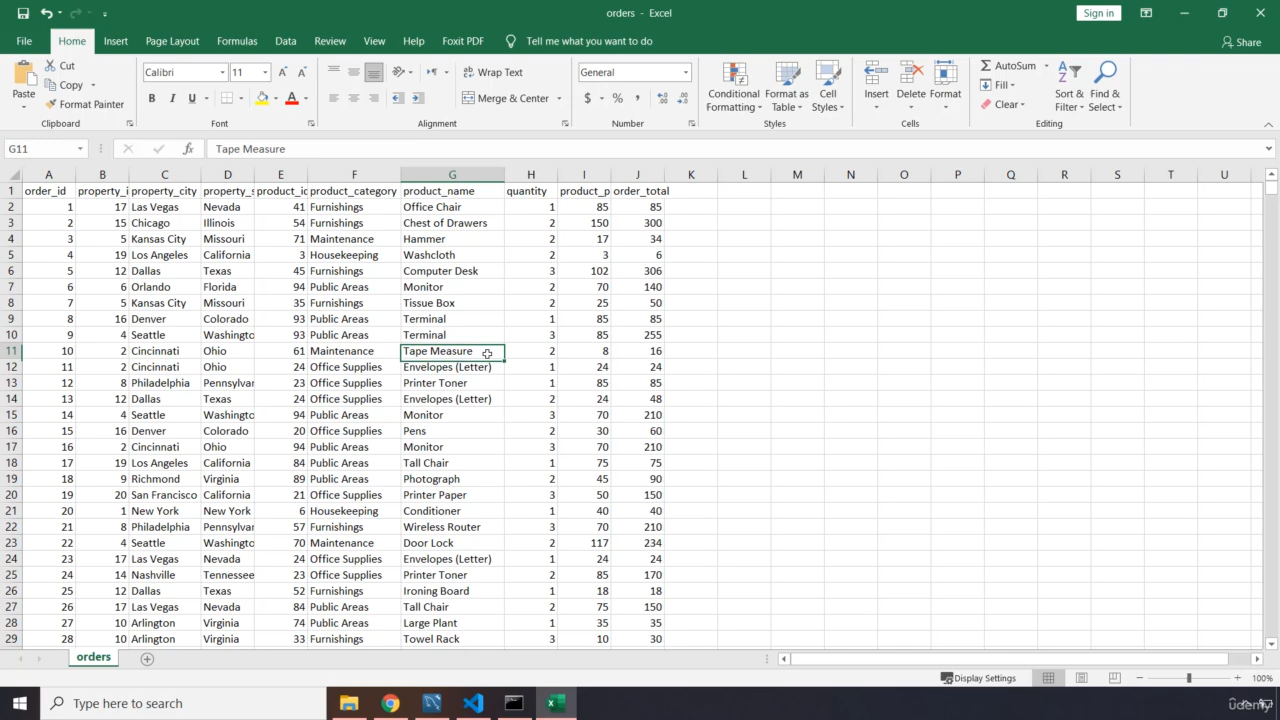 orders - Excel
Sign in
File Home Insert Page Layout Formulas Data Review View Help Foxit PDF Tell me what you want to do Share
Paste Cut Copy Format Painter Clipboard
Calibri 11 B I U Font
Wrap Text Merge & Center Alignment
General $ % , Number
Conditional Formatting Format as Table Cell Styles Styles
Insert Delete Format Cells
AutoSum Fill Clear Sort & Filter Find & Select Editing
G11 fx Tape Measure
A B C D E F G H I J K L M N O P Q R S T U
1 order_id property_i property_city property_s product_id product_category product_name quantity product_p order_total
2 1 17 Las Vegas Nevada 41 Furnishings Office Chair 1 85 85
3 2 15 Chicago Illinois 54 Furnishings Chest of Drawers 2 150 300
4 3 5 Kansas City Missouri 71 Maintenance Hammer 2 17 34
5 4 19 Los Angeles California 3 Housekeeping Washcloth 2 3 6
6 5 12 Dallas Texas 45 Furnishings Computer Desk 3 102 306
7 6 6 Orlando Florida 94 Public Areas Monitor 2 70 140
8 7 5 Kansas City Missouri 35 Furnishings Tissue Box 2 25 50
9 8 16 Denver Colorado 93 Public Areas Terminal 1 85 85
10 9 4 Seattle Washingto 93 Public Areas Terminal 3 85 255
11 10 2 Cincinnati Ohio 61 Maintenance Tape Measure 2 8 16
12 11 2 Cincinnati Ohio 24 Office Supplies Envelopes (Letter) 1 24 24
13 12 8 Philadelphia Pennsylvar 23 Office Supplies Printer Toner 1 85 85
14 13 12 Dallas Texas 24 Office Supplies Envelopes (Letter) 2 24 48
15 14 4 Seattle Washingto 94 Public Areas Monitor 3 70 210
16 15 16 Denver Colorado 20 Office Supplies Pens 2 30 60
17 16 2 Cincinnati Ohio 94 Public Areas Monitor 3 70 210
18 17 19 Los Angeles California 84 Public Areas Tall Chair 1 75 75
19 18 9 Richmond Virginia 89 Public Areas Photograph 2 45 90
20 19 20 San Francisco California 21 Office Supplies Printer Paper 3 50 150
21 20 1 New York New York 6 Housekeeping Conditioner 1 40 40
22 21 8 Philadelphia Pennsylvar 57 Furnishings Wireless Router 3 70 210
23 22 4 Seattle Washingto 70 Maintenance Door Lock 2 117 234
24 23 17 Las Vegas Nevada 24 Office Supplies Envelopes (Letter) 1 24 24
25 24 14 Nashville Tennessee 23 Office Supplies Printer Toner 2 85 170
26 25 12 Dallas Texas 52 Furnishings Ironing Board 1 18 18
27 26 17 Las Vegas Nevada 84 Public Areas Tall Chair 2 75 150
28 27 10 Arlington Virginia 74 Public Areas Large Plant 1 35 35
29 28 10 Arlington Virginia 33 Furnishings Towel Rack 3 10 30
orders
Display Settings 100%
Type here to search
udemy